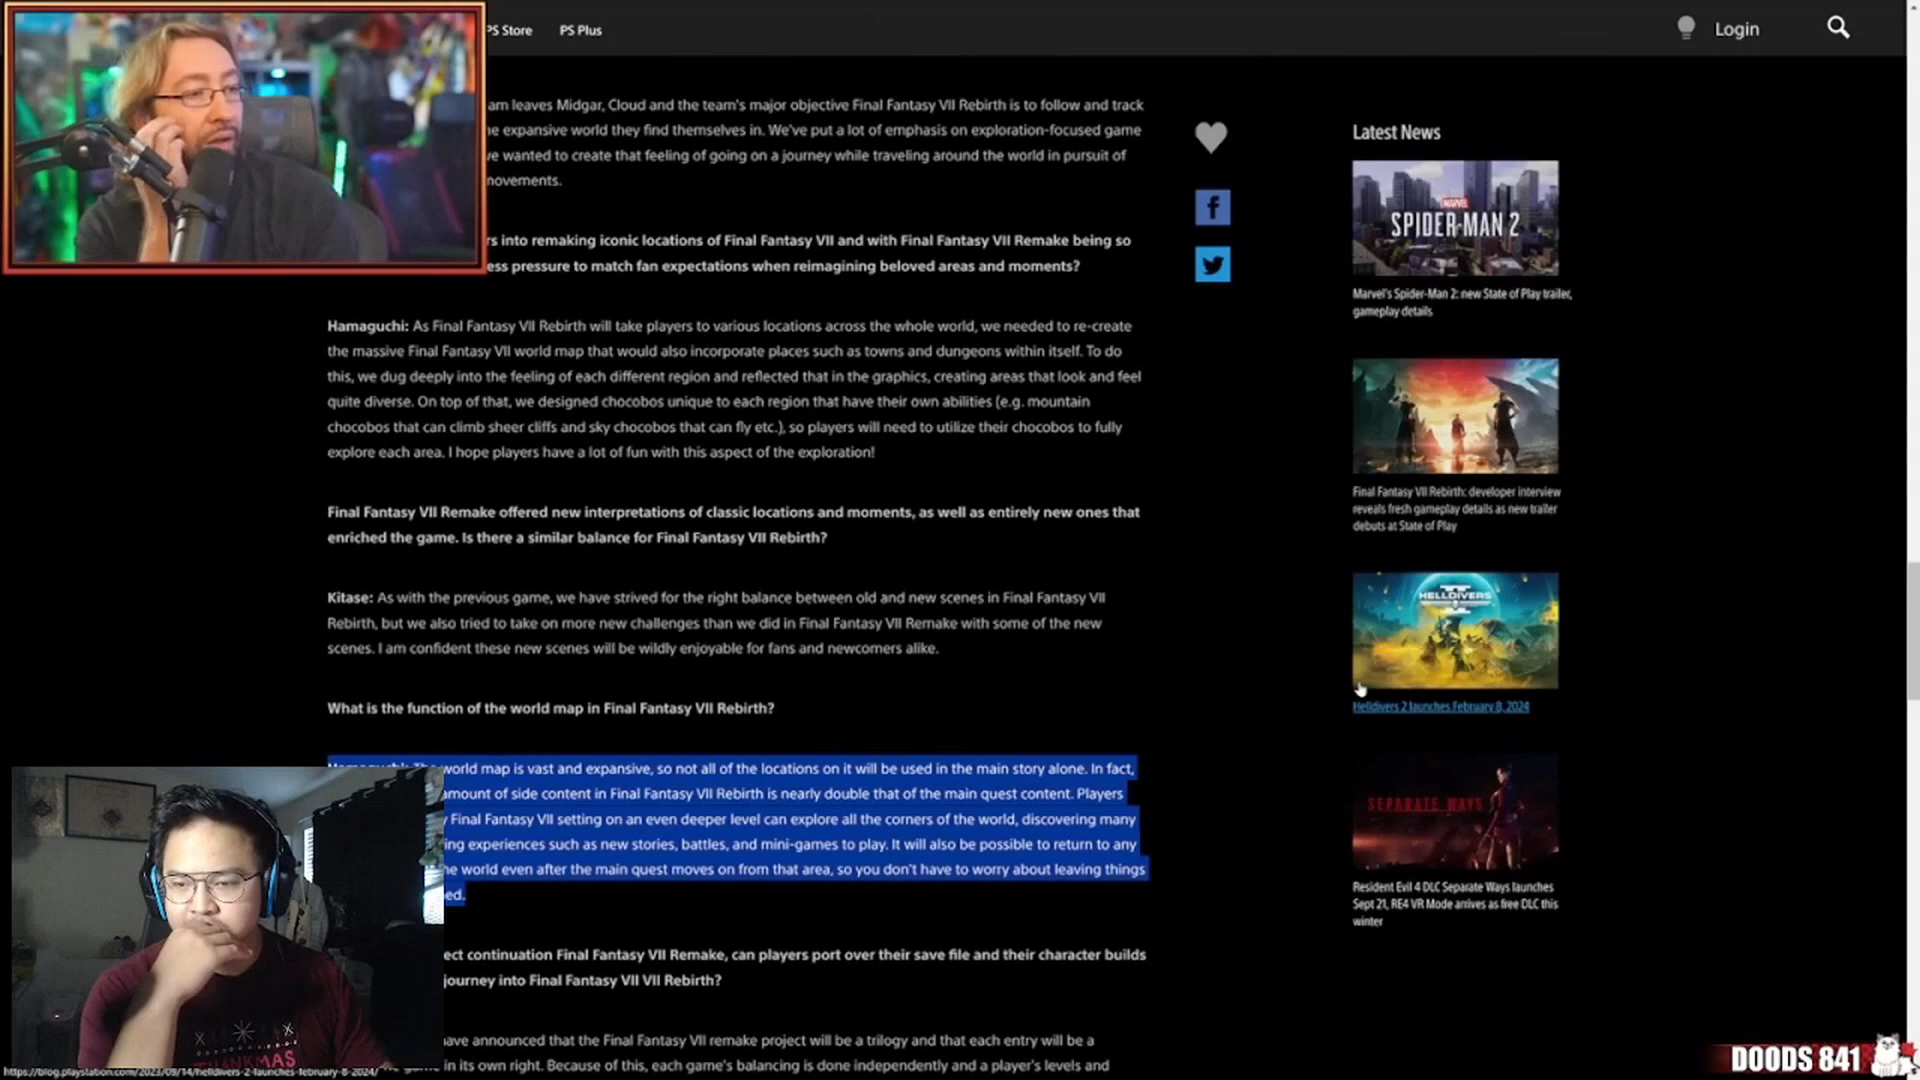 PS Store PS Plus
Login
am leaves Midgar, Cloud and the team's major objective Final Fantasy VII Rebirth is to follow and track
he expansive world they find themselves in. We've put a lot of emphasis on exploration-focused game
we wanted to create that feeling of going on a journey while traveling around the world in pursuit of
movements.
rs into remaking iconic locations of Final Fantasy VII and with Final Fantasy VII Remake being so
ess pressure to match fan expectations when reimagining beloved areas and moments?
Hamaguchi: As Final Fantasy VII Rebirth will take players to various locations across the whole world, we needed to re-create
the massive Final Fantasy VII world map that would also incorporate places such as towns and dungeons within itself. To do
this, we dug deeply into the feeling of each different region and reflected that in the graphics, creating areas that look and feel
quite diverse. On top of that, we designed chocobos unique to each region that have their own abilities (e.g. mountain
chocobos that can climb sheer cliffs and sky chocobos that can fly etc.), so players will need to utilize their chocobos to fully
explore each area. I hope players have a lot of fun with this aspect of the exploration!
Final Fantasy VII Remake offered new interpretations of classic locations and moments, as well as entirely new ones that
enriched the game. Is there a similar balance for Final Fantasy VII Rebirth?
Kitase: As with the previous game, we have strived for the right balance between old and new scenes in Final Fantasy VII
Rebirth, but we also tried to take on more new challenges than we did in Final Fantasy VII Remake with some of the new
scenes. I am confident these new scenes will be wildly enjoyable for fans and newcomers alike.
What is the function of the world map in Final Fantasy VII Rebirth?
world map is vast and expansive, so not all of the locations on it will be used in the main story alone. In fact,
amount of side content in Final Fantasy VII Rebirth is nearly double that of the main quest content. Players
Final Fantasy VII setting on an even deeper level can explore all the corners of the world, discovering many
ing experiences such as new stories, battles, and mini-games to play. It will also be possible to return to any
he world even after the main quest moves on from that area, so you don't have to worry about leaving things
ed.
ect continuation Final Fantasy VII Remake, can players port over their save file and their character builds
journey into Final Fantasy VII VII Rebirth?
ave announced that the Final Fantasy VII remake project will be a trilogy and that each entry will be a
in its own right. Because of this, each game's balancing is done independently and a player's levels and
Latest News
MARVEL
SPIDER-MAN 2
Marvel's Spider-Man 2: new State of Play trailer,
gameplay details
Final Fantasy VII Rebirth: developer interview
reveals fresh gameplay details as new trailer
debuts at State of Play
HELLDIVERS
Helldivers 2 launches February 8, 2024
SEPARATE WAYS
Resident Evil 4 DLC Separate Ways launches
Sept 21, RE4 VR Mode arrives as free DLC this
winter
THANKMAS
https://blog.playstation.com/2023/09/14/helldivers-2-launches-february-8-2024/
DOODS 841